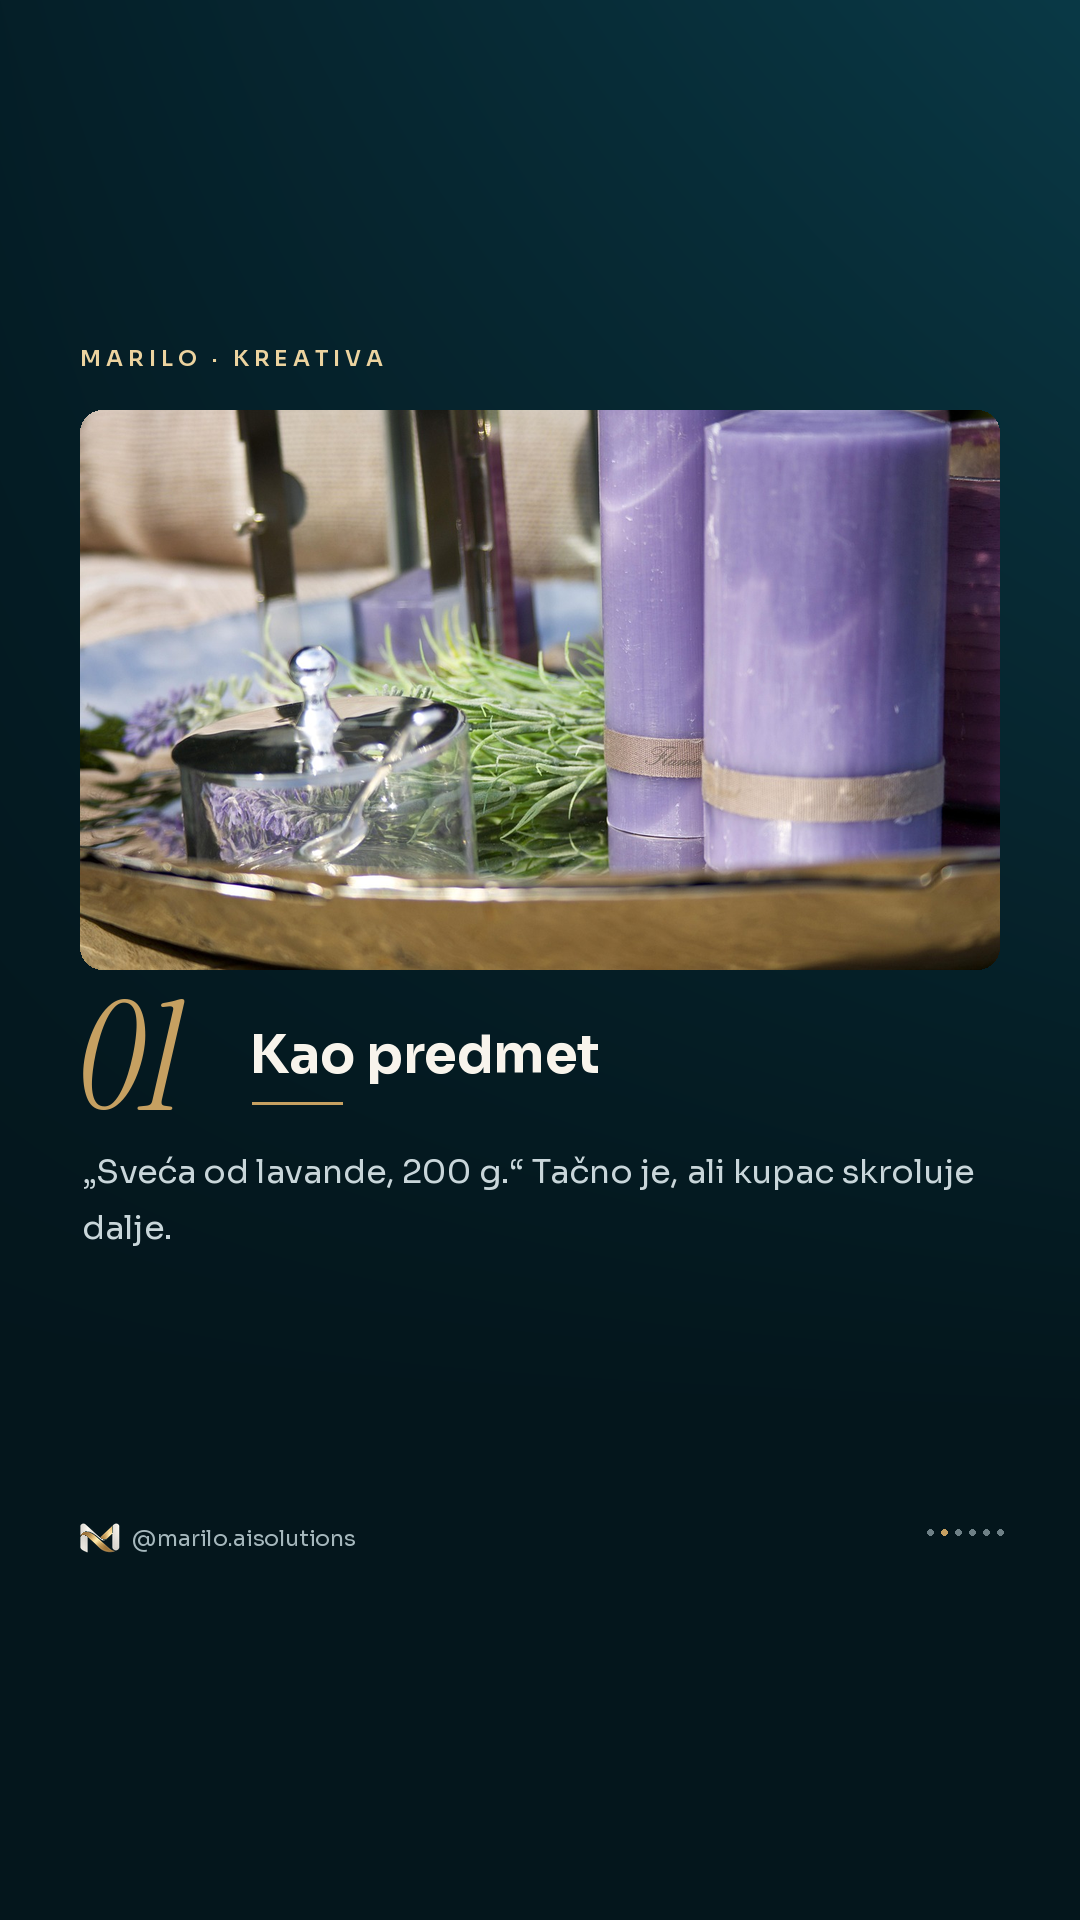 MARILO · KREATIVA
01
Kao predmet
„Sveća od lavande, 200 g.“ Tačno je, ali kupac skroluje
dalje.
@marilo.aisolutions